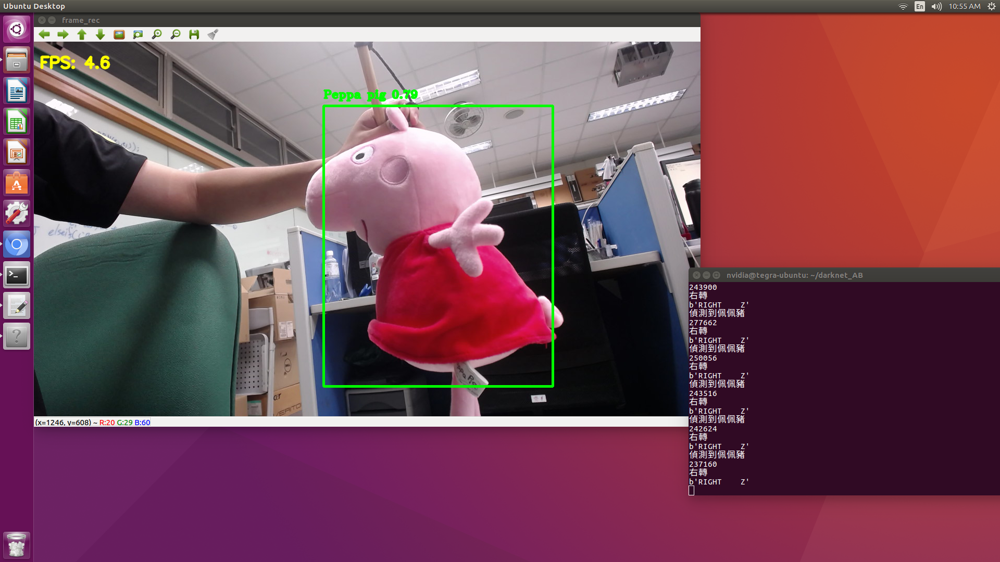 Ubuntu Desktop
En
10:55 AM
frame_rec
FPS: 4.6
Peppa pig 0.79
elseif(
DELL
acer
VERITON
(x=1246, y=608) ~ R:20 G:29 B:60
nvidia@tegra-ubuntu: ~/darknet_AB
243900
右轉
b'RIGHT    Z'
偵測到佩佩豬
277662
右轉
b'RIGHT    Z'
偵測到佩佩豬
250056
右轉
b'RIGHT    Z'
偵測到佩佩豬
243516
右轉
b'RIGHT    Z'
偵測到佩佩豬
242624
右轉
b'RIGHT    Z'
偵測到佩佩豬
237160
右轉
b'RIGHT    Z'